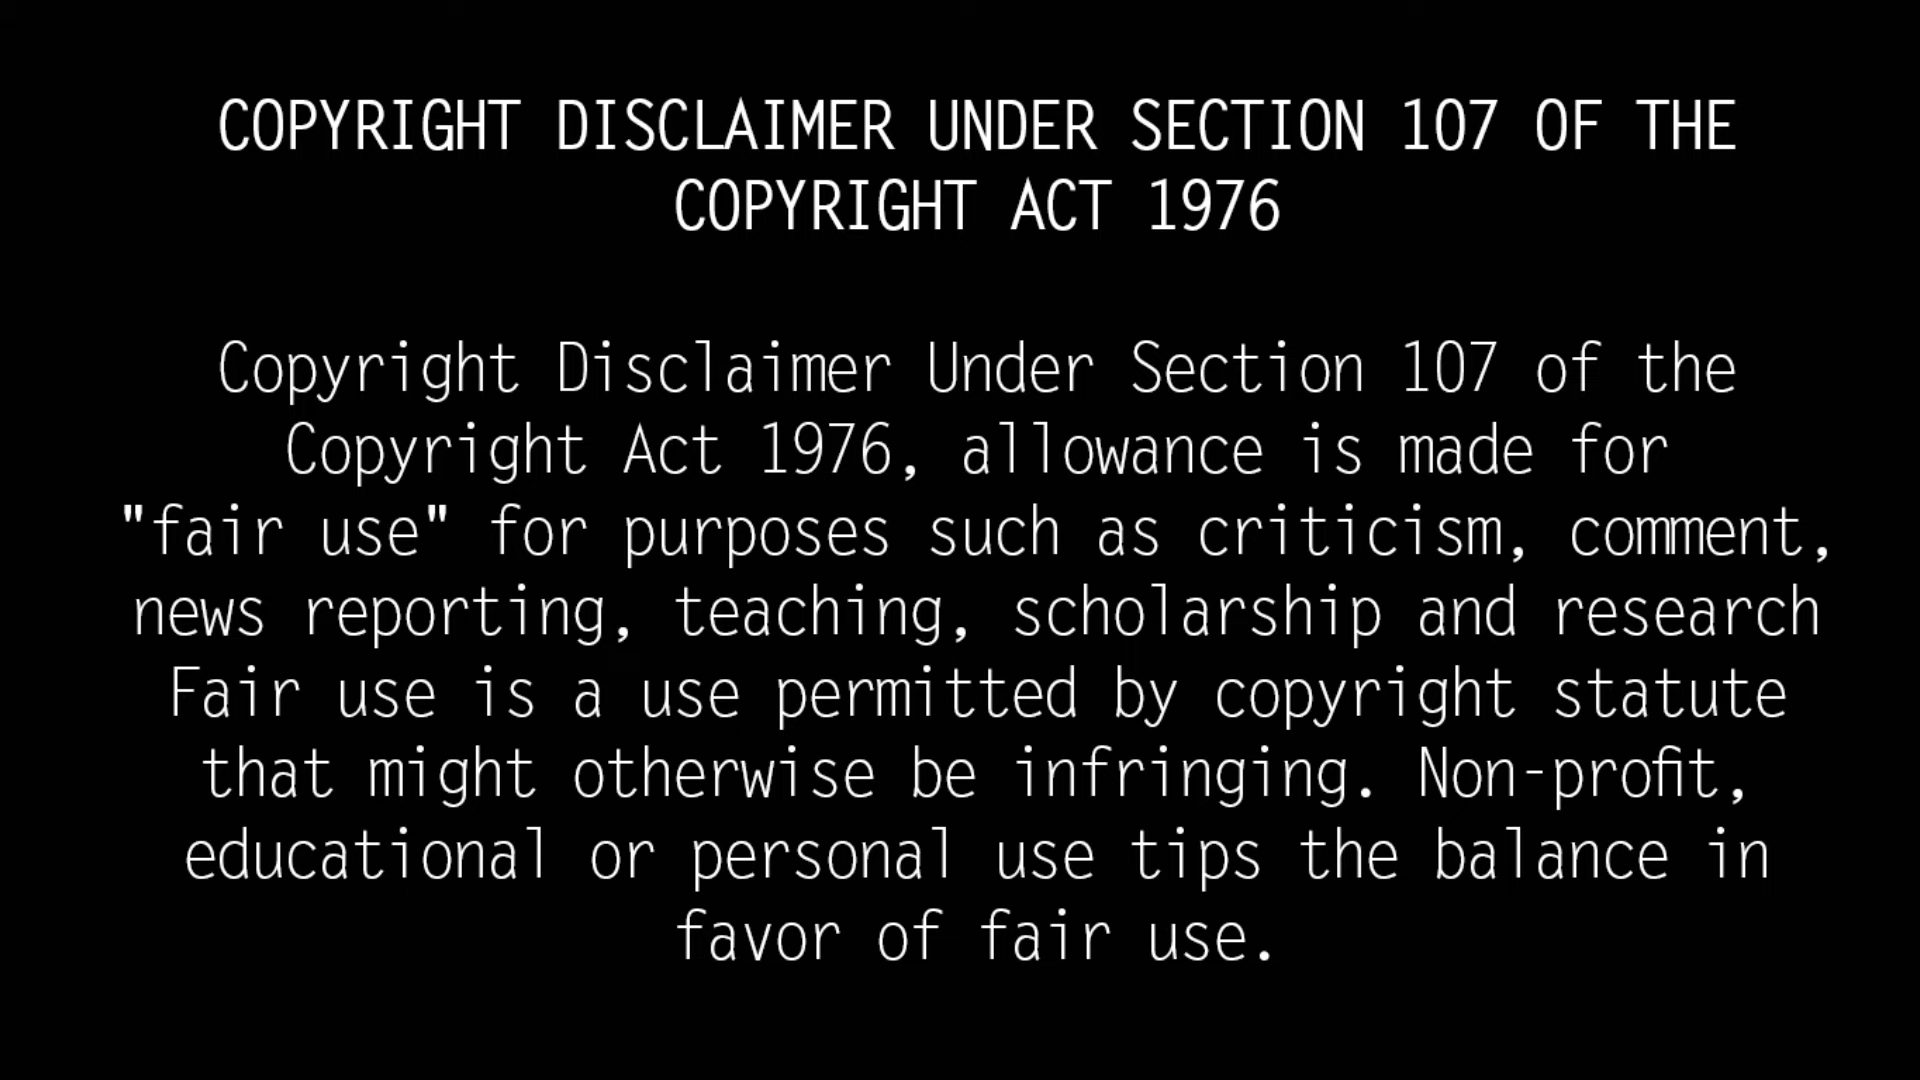 COPYRIGHT DISCLAIMER UNDER SECTION 107 OF THE
COPYRIGHT ACT 1976
Copyright Disclaimer Under Section 107 of the
Copyright Act 1976, allowance is made for
"fair use" for purposes such as criticism, comment,
news reporting, teaching, scholarship and research
Fair use is a use permitted by copyright statute
that might otherwise be infringing. Non-profit,
educational or personal use tips the balance in
favor of fair use.